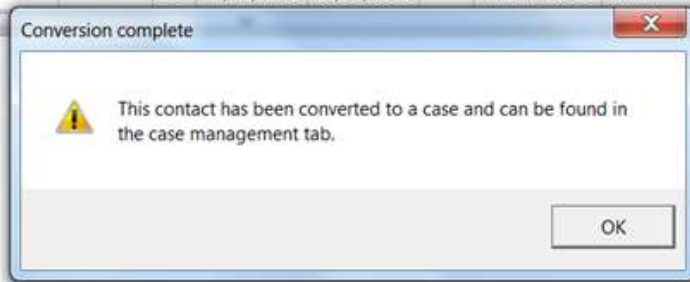 Conversion complete
This contact has been converted to a case and can be found in
the case management tab.
OK